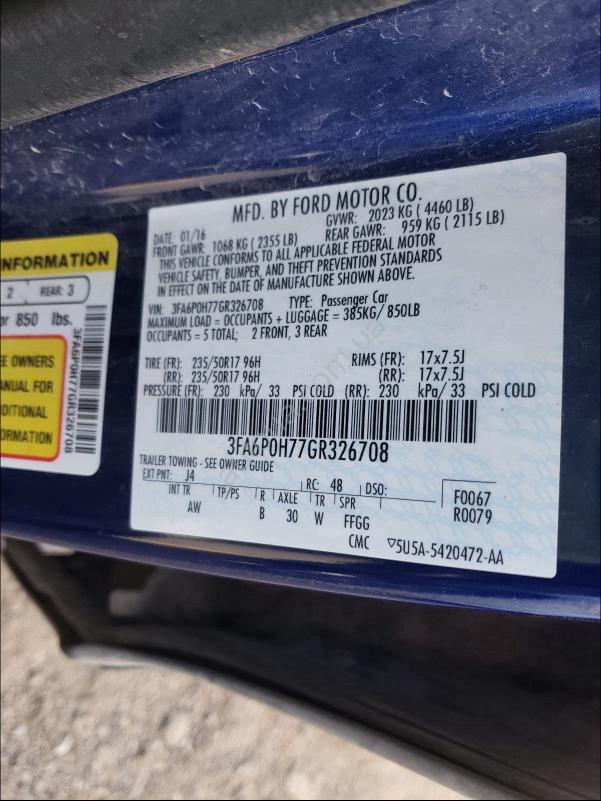 MFD. BY FORD MOTOR CO.
DATE: 01/16 GVWR: 2023 KG (4460 LB)
FRONT GAWR: 1068 KG (2355 LB) REAR GAWR: 959 KG (2115 LB)
THIS VEHICLE CONFORMS TO ALL APPLICABLE FEDERAL MOTOR
VEHICLE SAFETY, BUMPER, AND THEFT PREVENTION STANDARDS
IN EFFECT ON THE DATE OF MANUFACTURE SHOWN ABOVE.
VIN: 3FA6P0H77GR326708 TYPE: Passenger Car
MAXIMUM LOAD = OCCUPANTS + LUGGAGE = 385KG/ 850LB
OCCUPANTS = 5 TOTAL; 2 FRONT, 3 REAR
TIRE (FR): 235/50R17 96H RIMS (FR): 17x7.5J
(RR): 235/50R17 96H (RR): 17x7.5J
PRESSURE (FR): 230 kPa/ 33 PSI COLD (RR): 230 kPa/ 33 PSI COLD
3FA6P0H77GR326708
TRAILER TOWING - SEE OWNER GUIDE
EXT PNT: J4 RC: 48 DSO: F0067
INT TR TP/PS R AXLE TR SPR R0079
AW B 30 W FFGG
CMC ▽5U5A-5420472-AA
INFORMATION
2 REAR: 3
or 850 lbs.
OWNERS
MANUAL FOR
3FA6P0H77GR326708